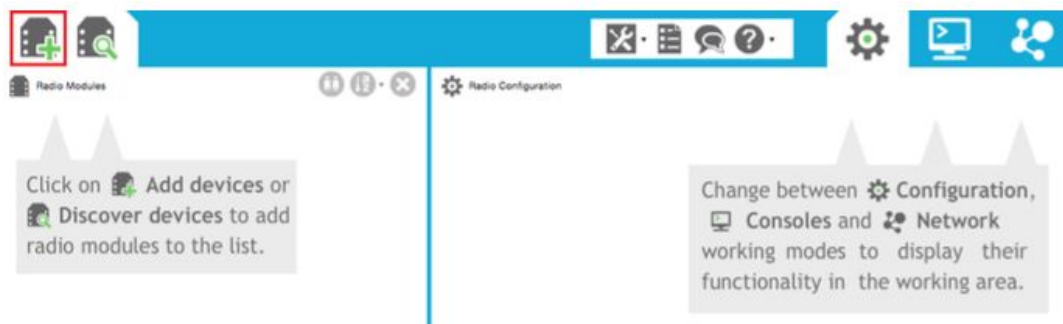 Radio Modules
Radio Configuration
Click on Add devices or
Discover devices to add
radio modules to the list.
Change between Configuration,
Consoles and Network
working modes to display their
functionality in the working area.